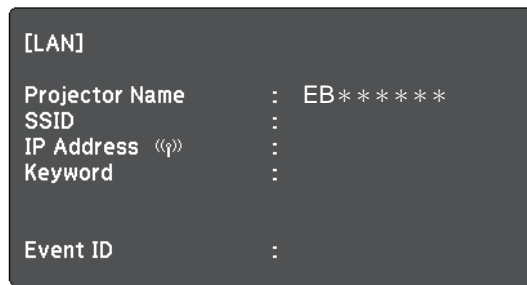 [LAN]
Projector Name : EB******
SSID :
IP Address :
Keyword :
Event ID :